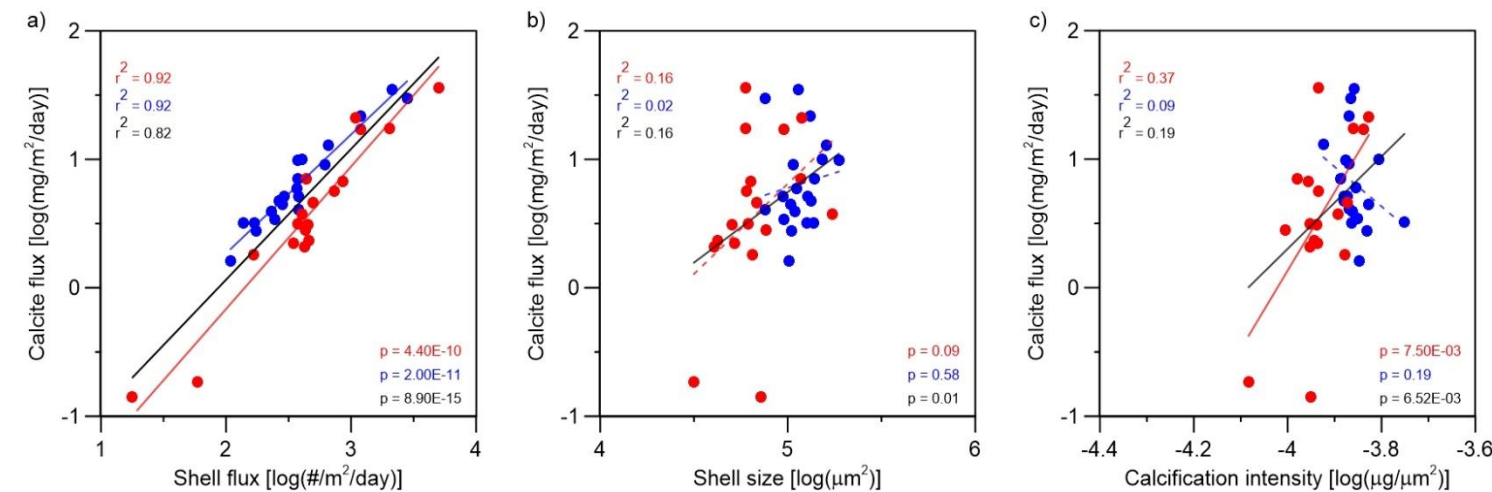 a)
2
1
0
-1
Calcite flux [log(mg/m²/day)]
r² = 0.92
r² = 0.92
r² = 0.82
p = 4.40E-10
p = 2.00E-11
p = 8.90E-15
1 2 3 4
Shell flux [log(#/m²/day)]
b)
2
1
0
-1
Calcite flux [log(mg/m²/day)]
r² = 0.16
r² = 0.02
r² = 0.16
p = 0.09
p = 0.58
p = 0.01
4 5 6
Shell size [log(µm²)]
c)
2
1
0
-1
Calcite flux [log(mg/m²/day)]
r² = 0.37
r² = 0.09
r² = 0.19
p = 7.50E-03
p = 0.19
p = 6.52E-03
-4.4 -4.2 -4 -3.8 -3.6
Calcification intensity [log(µg/µm²)]